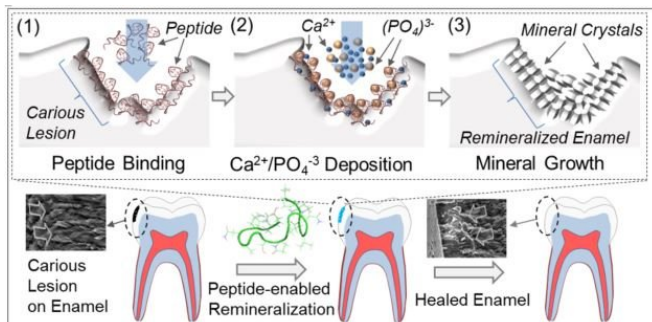 (1)
Peptide
Carious
Lesion
Peptide Binding
(2)
Ca²⁺
(PO₄)³⁻
Ca²⁺/PO₄⁻³ Deposition
(3)
Mineral Crystals
Remineralized Enamel
Mineral Growth
Carious
Lesion
on Enamel
Peptide-enabled
Remineralization
Healed Enamel